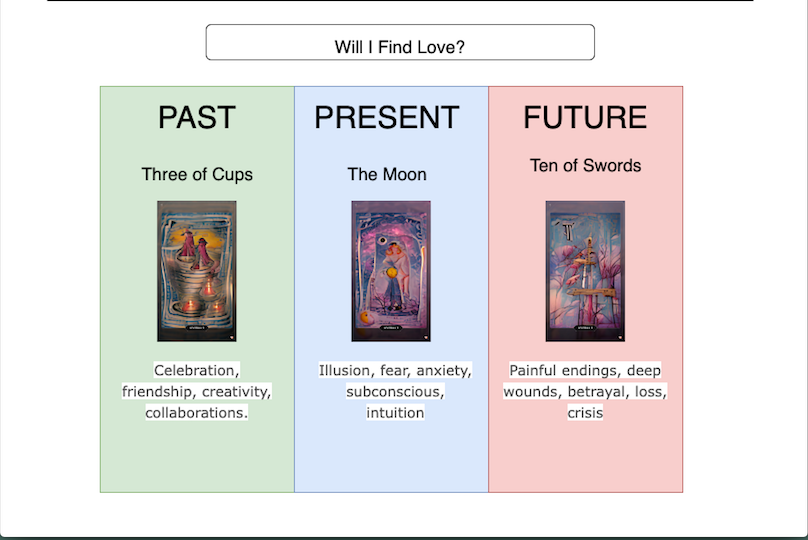 Will I Find Love?
PAST
Three of Cups
Celebration,
friendship, creativity,
collaborations.
PRESENT
The Moon
Illusion, fear, anxiety,
subconscious,
intuition
FUTURE
Ten of Swords
Painful endings, deep
wounds, betrayal, loss,
crisis